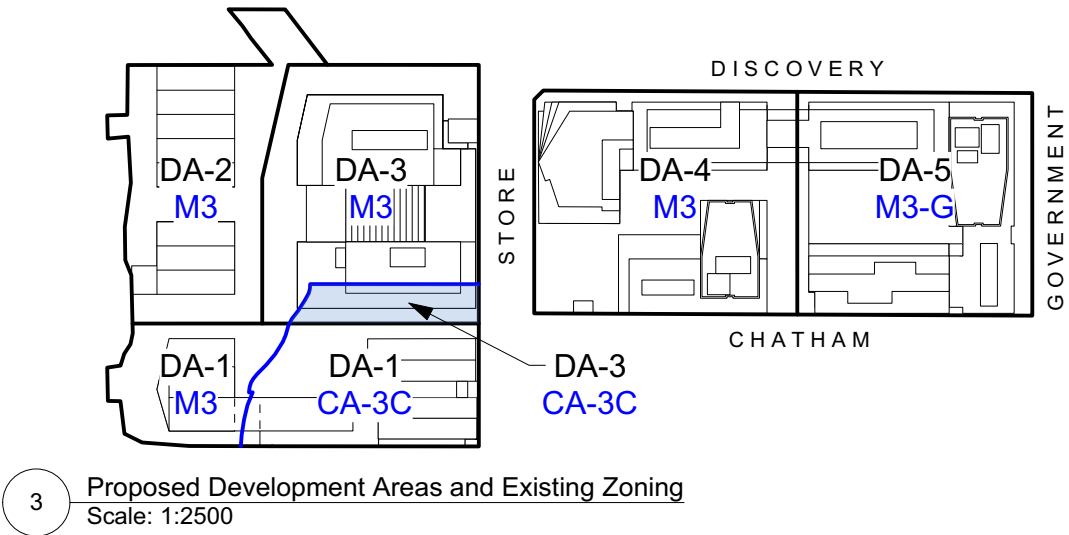 DISCOVERY
DA-2
M3
DA-3
M3
STORE
DA-4
M3
DA-5
M3-G
GOVERNMENT
CHATHAM
DA-1
M3
DA-1
CA-3C
DA-3
CA-3C
3
Proposed Development Areas and Existing Zoning
Scale: 1:2500